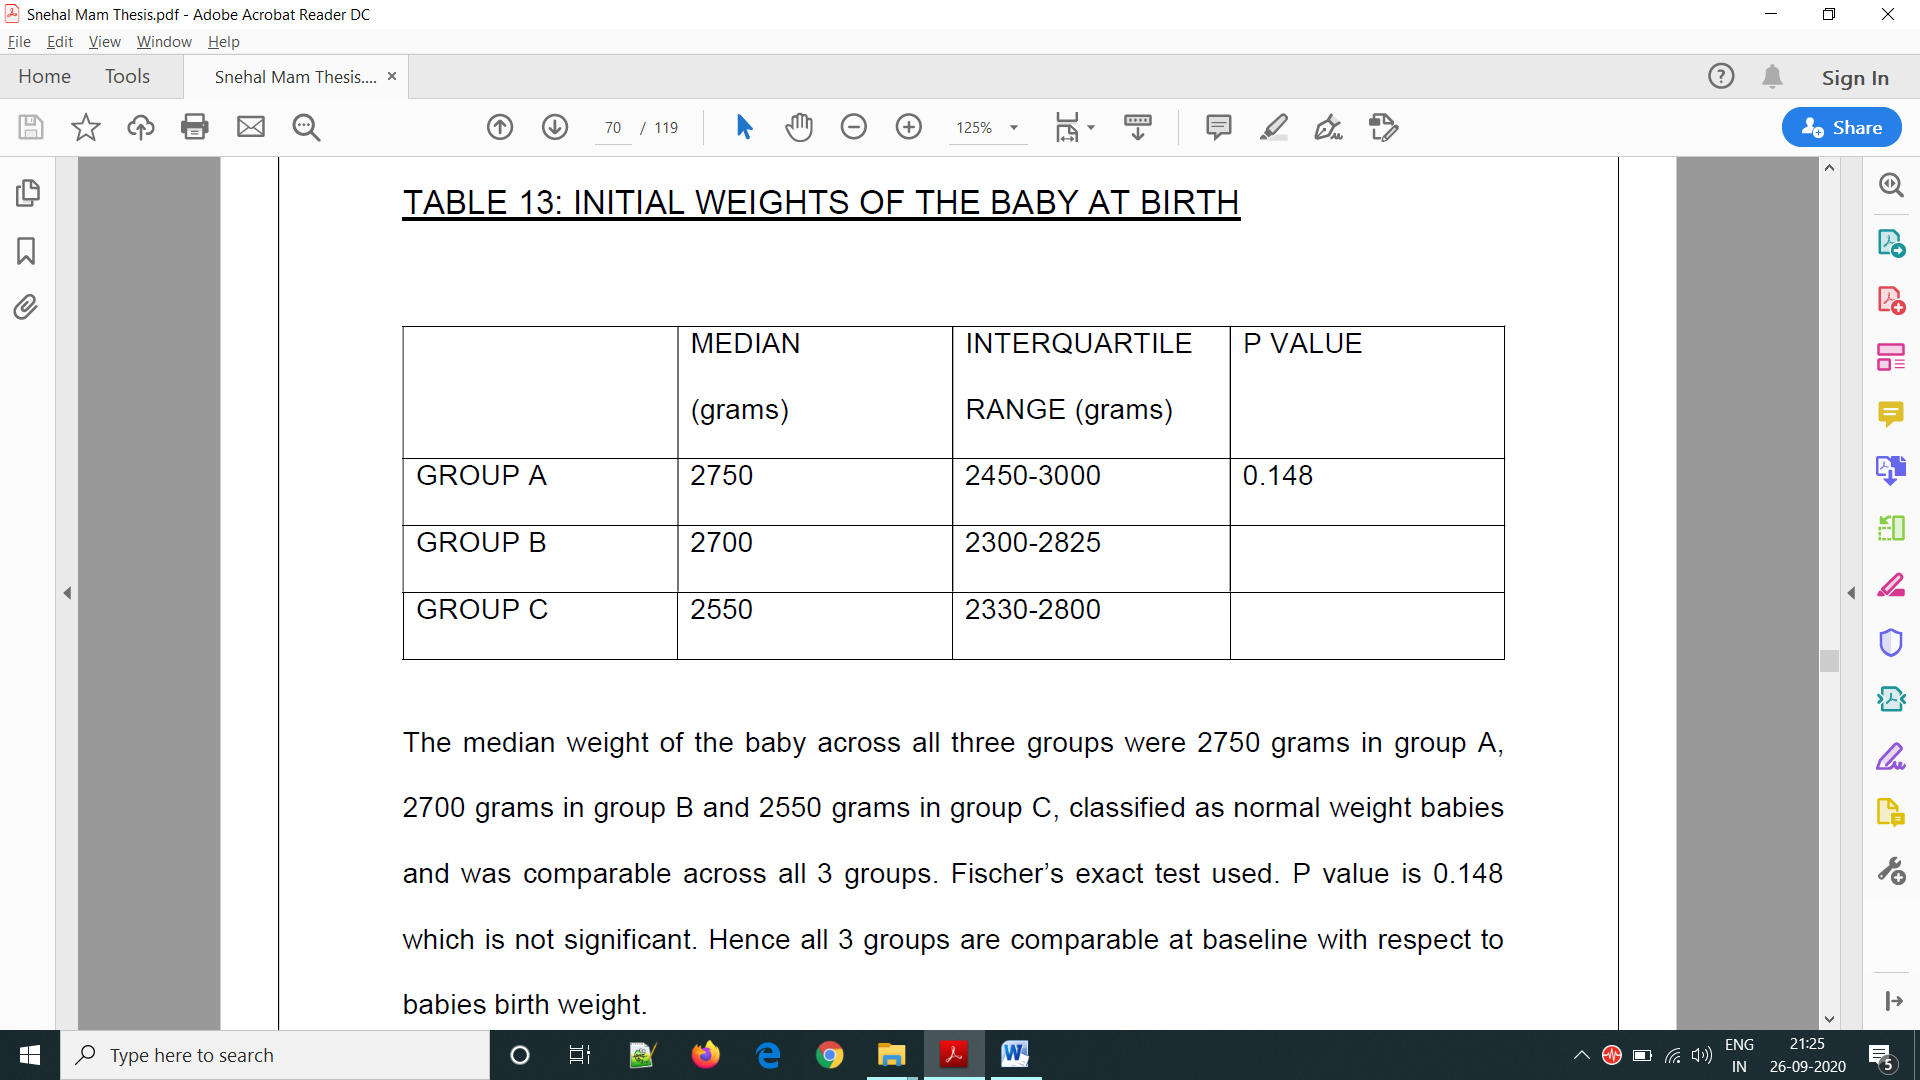 Snehal Mam Thesis.pdf - Adobe Acrobat Reader DC
File Edit View Window Help
Home Tools Snehal Mam Thesis.... × Sign In
70 / 119 125% Share
TABLE 13: INITIAL WEIGHTS OF THE BABY AT BIRTH
MEDIAN (grams) INTERQUARTILE RANGE (grams) P VALUE
GROUP A 2750 2450-3000 0.148
GROUP B 2700 2300-2825
GROUP C 2550 2330-2800
The median weight of the baby across all three groups were 2750 grams in group A,
2700 grams in group B and 2550 grams in group C, classified as normal weight babies
and was comparable across all 3 groups. Fischer’s exact test used. P value is 0.148
which is not significant. Hence all 3 groups are comparable at baseline with respect to
babies birth weight.
Type here to search
ENG 21:25
IN 26-09-2020 5